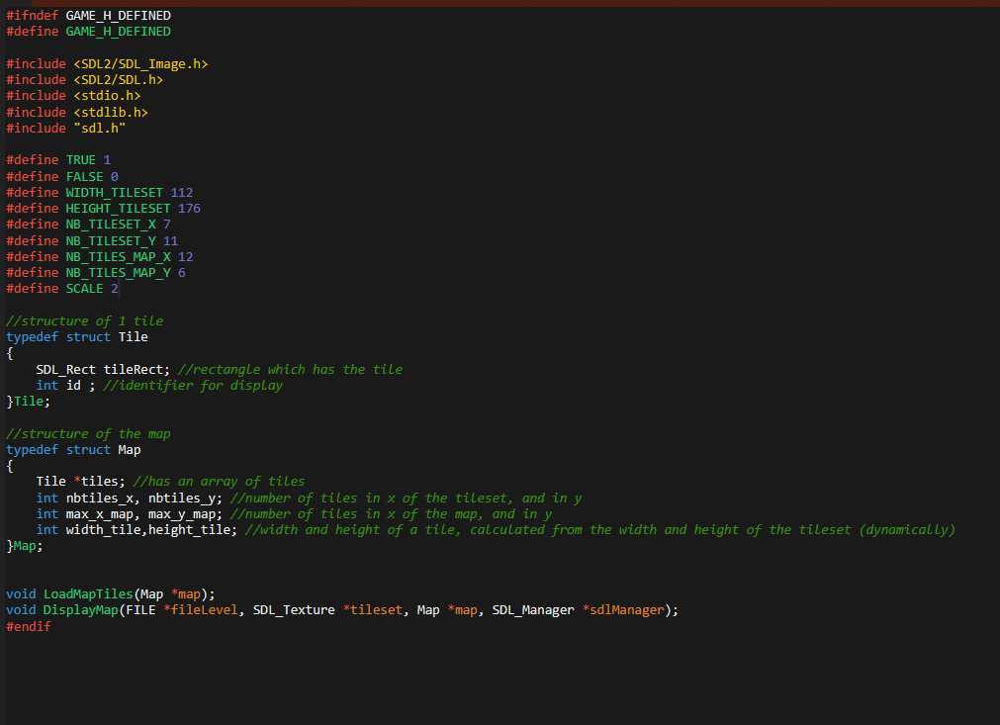 #ifndef GAME_H_DEFINED
#define GAME_H_DEFINED
#include <SDL2/SDL_Image.h>
#include <SDL2/SDL.h>
#include <stdio.h>
#include <stdlib.h>
#include "sdl.h"
#define TRUE 1
#define FALSE 0
#define WIDTH_TILESET 112
#define HEIGHT_TILESET 176
#define NB_TILESET_X 7
#define NB_TILESET_Y 11
#define NB_TILES_MAP_X 12
#define NB_TILES_MAP_Y 6
#define SCALE 2
//structure of 1 tile
typedef struct Tile
{
    SDL_Rect tileRect; //rectangle which has the tile
    int id ; //identifier for display
}Tile;
//structure of the map
typedef struct Map
{
    Tile *tiles; //has an array of tiles
    int nbtiles_x, nbtiles_y; //number of tiles in x of the tileset, and in y
    int max_x_map, max_y_map; //number of tiles in x of the map, and in y
    int width_tile,height_tile; //width and height of a tile, calculated from the width and height of the tileset (dynamically)
}Map;
void LoadMapTiles(Map *map);
void DisplayMap(FILE *fileLevel, SDL_Texture *tileset, Map *map, SDL_Manager *sdlManager);
#endif